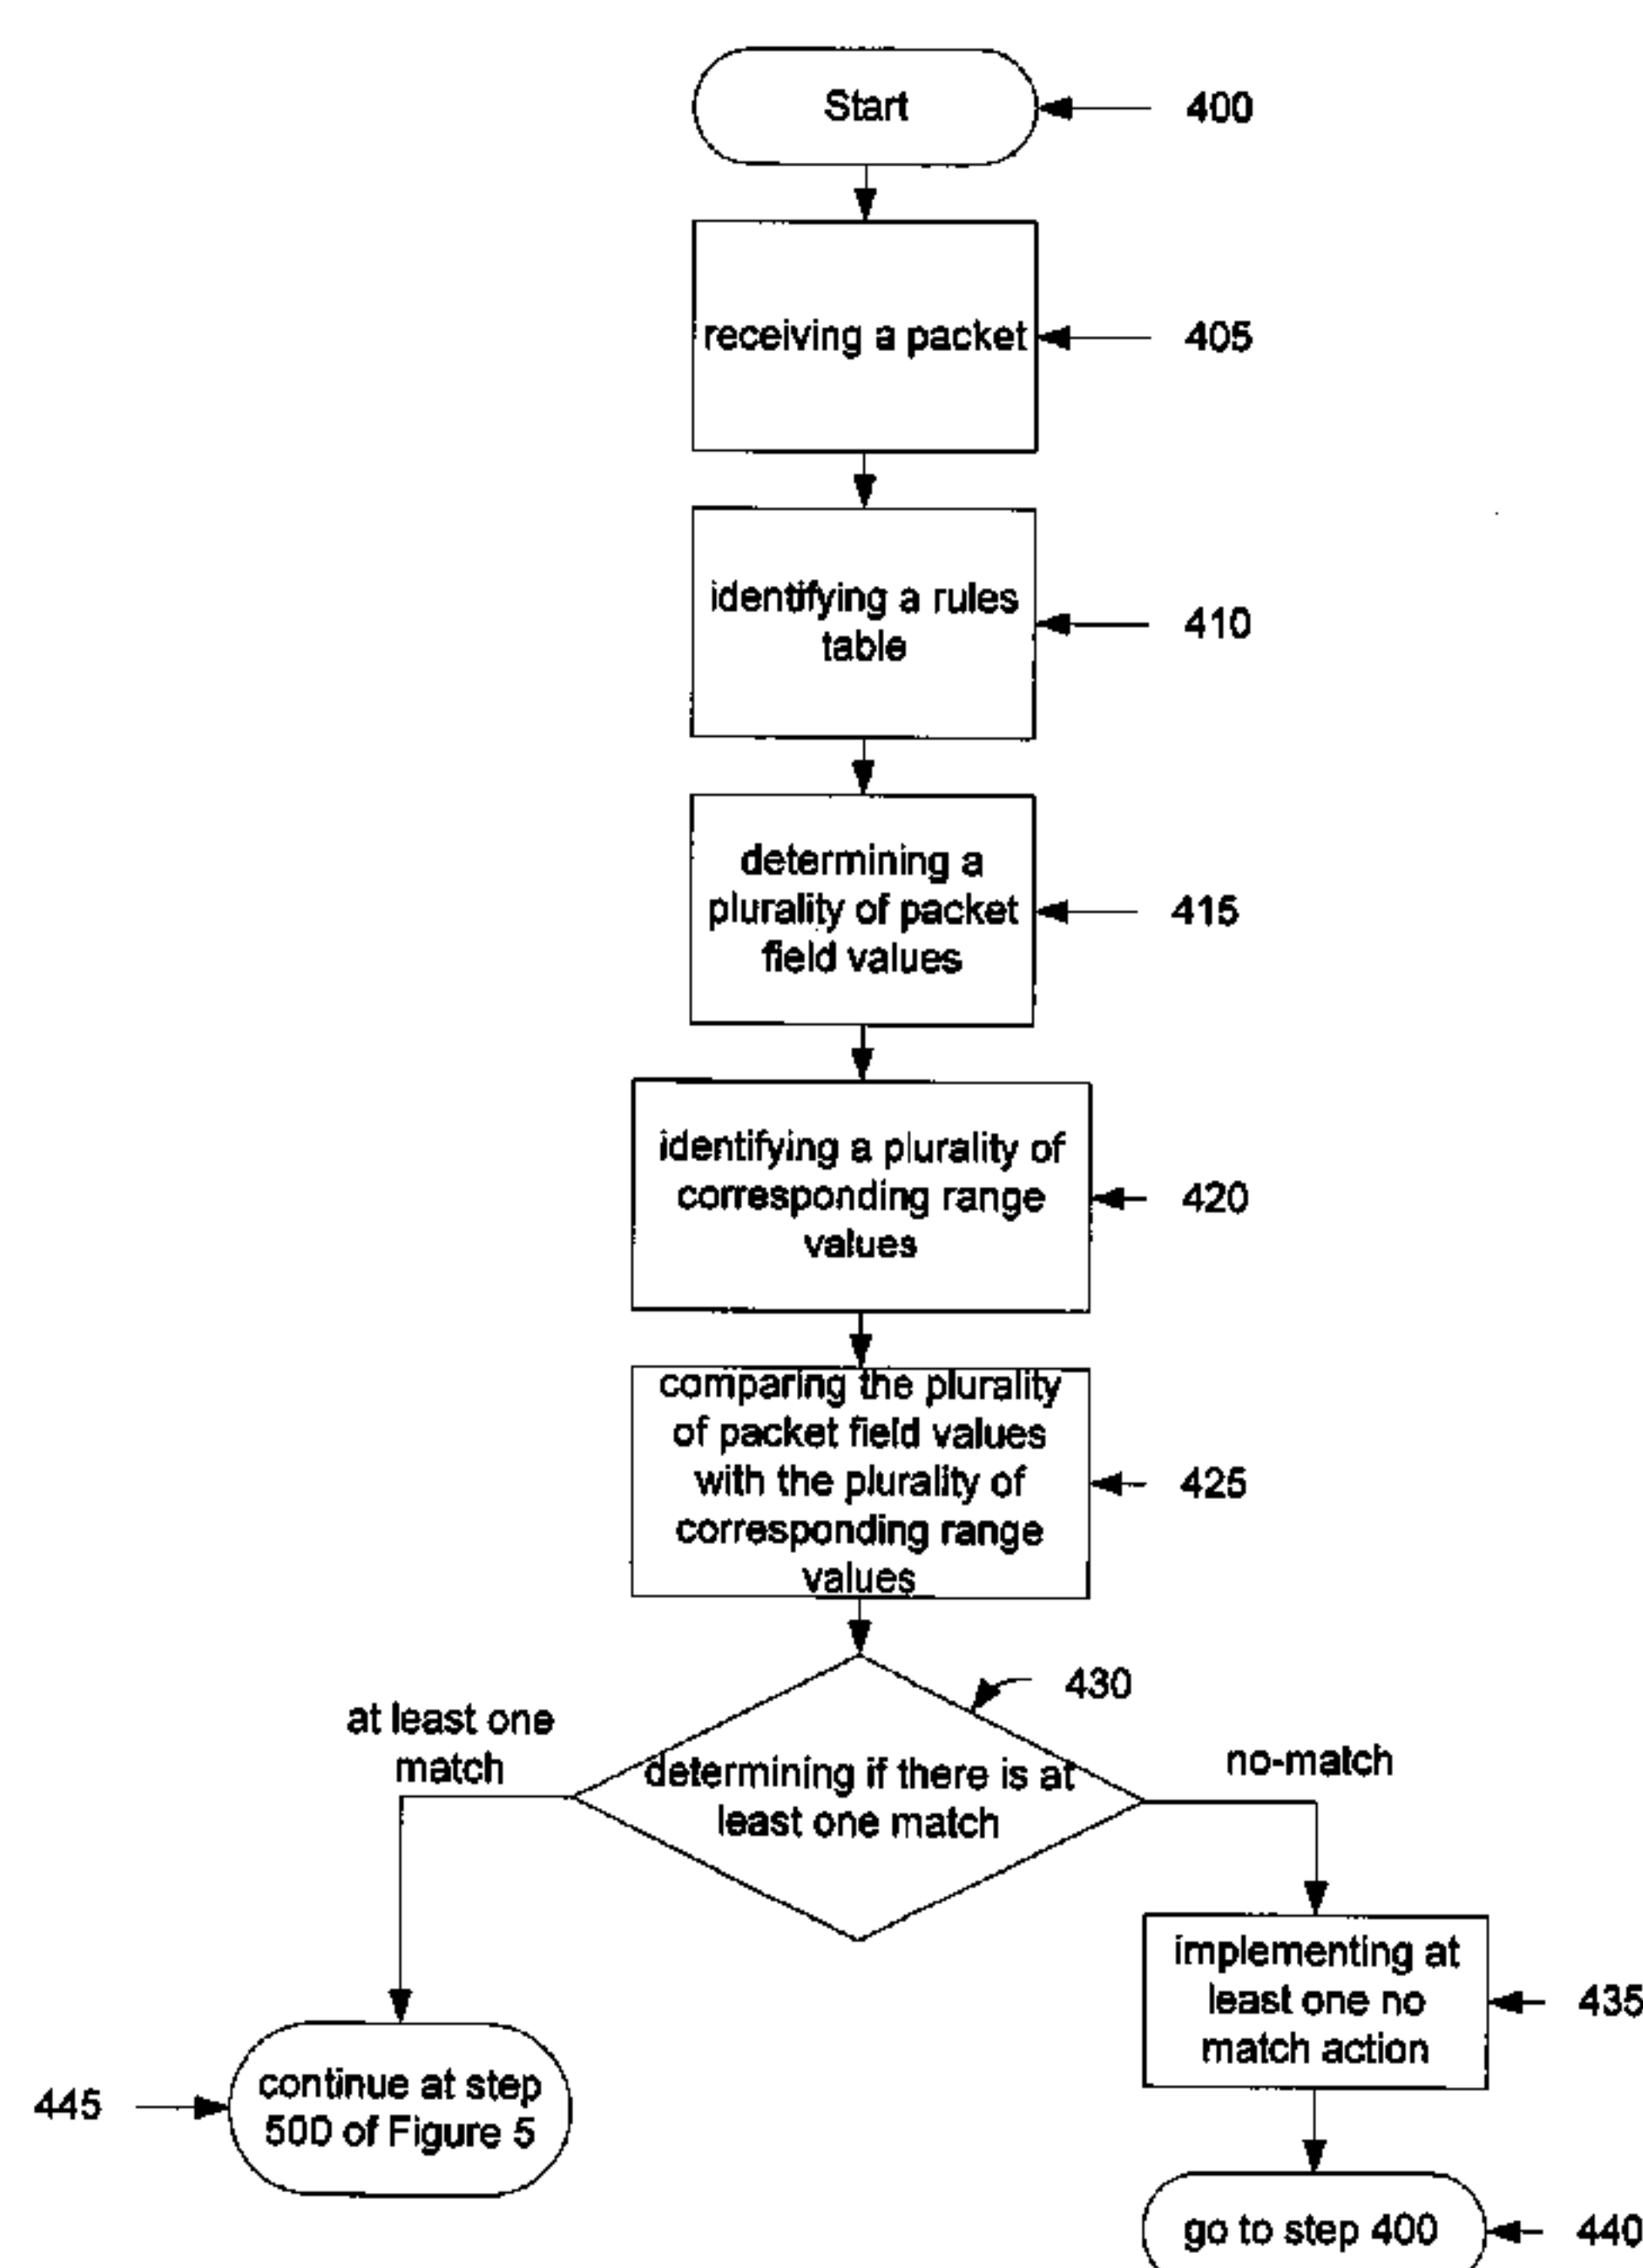 Start
400
receiving a packet
405
identifying a rules
table
410
determining a
plurality of packet
field values
415
identifying a plurality of
corresponding range
values
420
comparing the plurality
of packet field values
with the plurality of
corresponding range
values
425
430
at least one
match
determining if there is at
least one match
no-match
implementing at
least one no
match action
435
continue at step
500 of Figure 5
445
go to step 400
440